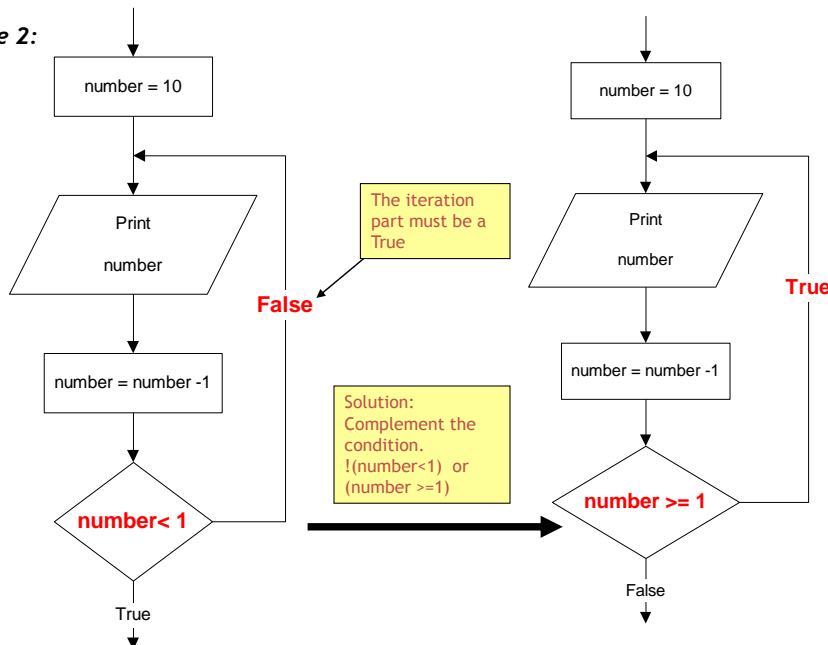 e 2:
number = 10
Print
number
False
number = number -1
number< 1
True
The iteration
part must be a
True
Solution:
Complement the
condition.
!(number<1) or
(number >=1)
number = 10
Print
number
True
number = number -1
number >= 1
False